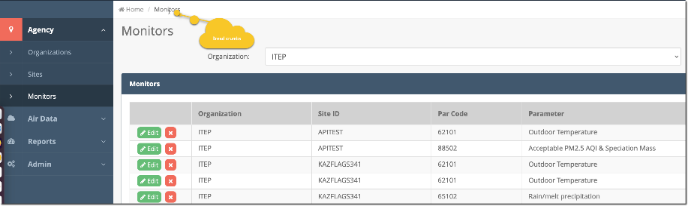 Home / Monitors
Agency
Organizations
Sites
Monitors
Air Data
Reports
Admin
Monitors
Organization: ITEP
Monitors
Organization Site ID Par Code Parameter
Edit ITEP APITEST 62101 Outdoor Temperature
Edit ITEP APITEST 88502 Acceptable PM2.5 AQI & Speciation Mass
Edit ITEP KAZFLAGS341 62101 Outdoor Temperature
Edit ITEP KAZFLAGS341 62101 Outdoor Temperature
Edit ITEP KAZFLAGS341 65102 Rain/melt precipitation